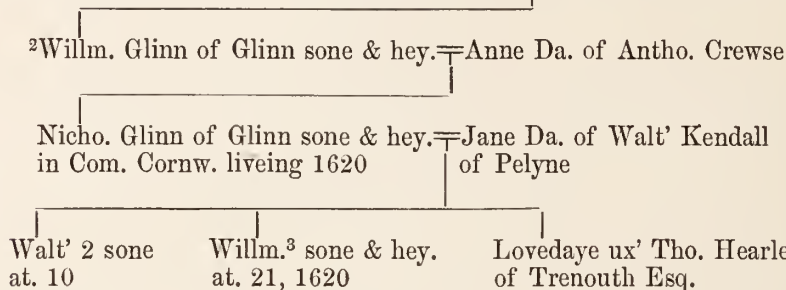 ²Willm. Glinn of Glinn sone & hey.=Anne Da. of Antho. Crewse
Nicho. Glinn of Glinn sone & hey.=Jane Da. of Walt' Kendall
in Com. Cornw. liveing 1620 of Pelyne
Walt' 2 sone Willm.³ sone & hey. Lovedaye ux' Tho. Hearle
at. 10 at. 21, 1620 of Trenouth Esq.